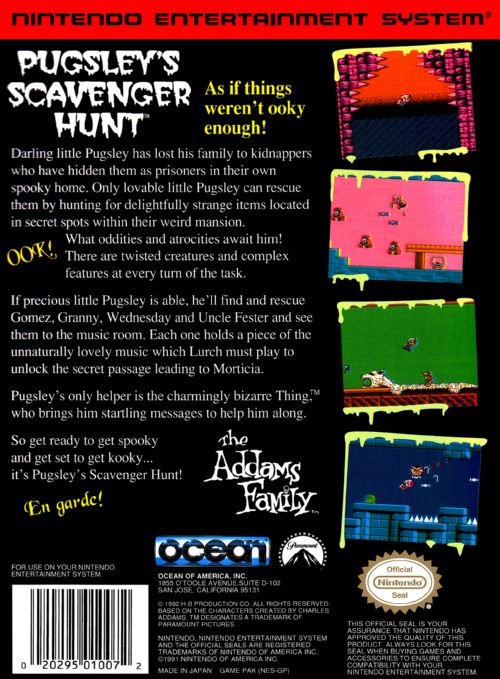 NINTENDO ENTERTAINMENT SYSTEM®
PUGSLEY'S
SCAVENGER
HUNT™
As if things
weren't ooky
enough!
Darling little Pugsley has lost his family to kidnappers
who have hidden them as prisoners in their own
spooky home. Only lovable little Pugsley can rescue
them by hunting for delightfully strange items located
in secret spots within their weird mansion.
OOK!
What oddities and atrocities await him!
There are twisted creatures and complex
features at every turn of the task.
If precious little Pugsley is able, he'll find and rescue
Gomez, Granny, Wednesday and Uncle Fester and see
them to the music room. Each one holds a piece of the
unnaturally lovely music which Lurch must play to
unlock the secret passage leading to Morticia.
Pugsley's only helper is the charmingly bizarre Thing,™
who brings him startling messages to help him along.
So get ready to get spooky
and get set to get kooky...
it's Pugsley's Scavenger Hunt!
En garde!
The
Addams
Family™
ocean
Paramount
FOR USE ON YOUR NINTENDO
ENTERTAINMENT SYSTEM.
OCEAN OF AMERICA, INC.
1855 O'TOOLE AVENUE,SUITE D-102
SAN JOSE, CALIFORNIA 95131
© 1992 H-B PRODUCTION CO. ALL RIGHTS RESERVED.
BASED ON THE CHARACTERS CREATED BY CHARLES
ADDAMS. TM DESIGNATES A TRADEMARK OF
PARAMOUNT PICTURES.
NINTENDO, NINTENDO ENTERTAINMENT SYSTEM
AND THE OFFICIAL SEALS ARE REGISTERED
TRADEMARKS OF NINTENDO OF AMERICA INC.
©1991 NINTENDO OF AMERICA INC.
MADE IN JAPAN GAME PAK (NES-GP)
0 20295 01007 2
Official
Nintendo®
Seal
THIS OFFICIAL SEAL IS YOUR
ASSURANCE THAT NINTENDO HAS
APPROVED THE QUALITY OF THIS
PRODUCT. ALWAYS LOOK FOR THIS
SEAL WHEN BUYING GAMES AND
ACCESSORIES TO ENSURE COMPLETE
COMPATIBILITY WITH YOUR
NINTENDO ENTERTAINMENT SYSTEM.